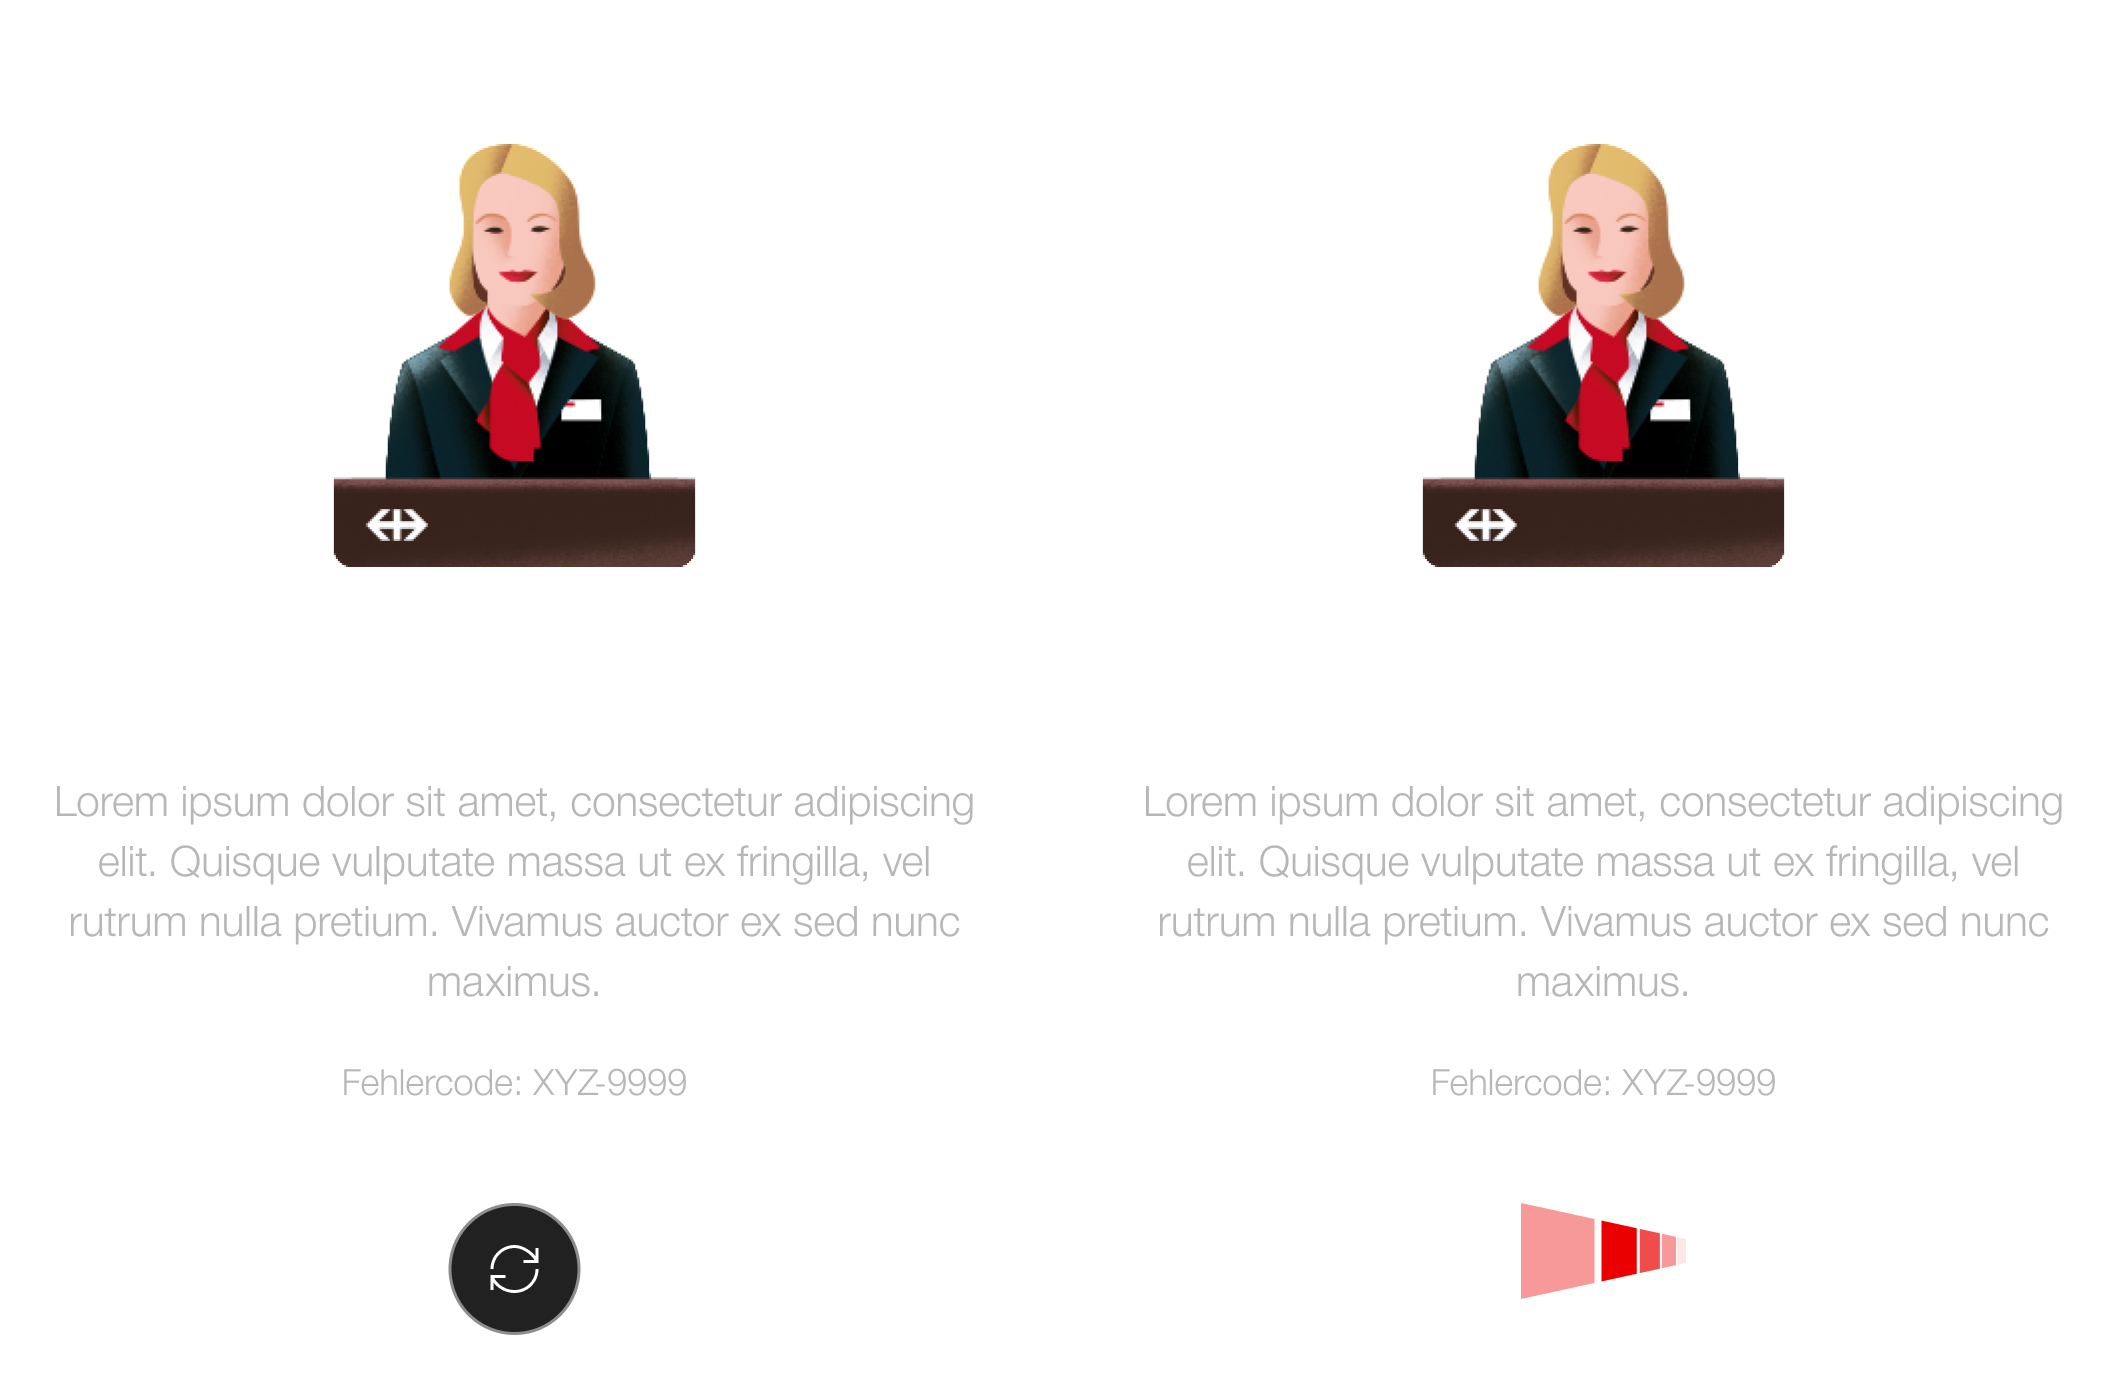 Lorem ipsum dolor sit amet, consectetur adipiscing
elit. Quisque vulputate massa ut ex fringilla, vel
rutrum nulla pretium. Vivamus auctor ex sed nunc
maximus.
Fehlercode: XYZ-9999
Lorem ipsum dolor sit amet, consectetur adipiscing
elit. Quisque vulputate massa ut ex fringilla, vel
rutrum nulla pretium. Vivamus auctor ex sed nunc
maximus.
Fehlercode: XYZ-9999